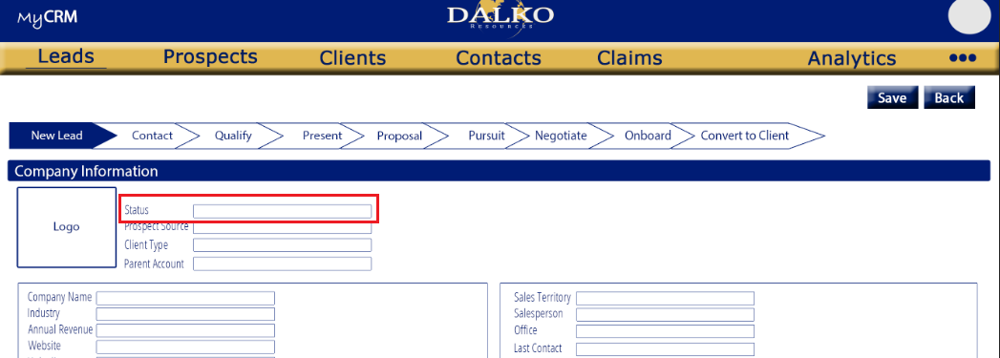 MyCRM
DALKO
RESOURCES
Leads Prospects Clients Contacts Claims Analytics
Save Back
New Lead Contact Qualify Present Proposal Pursuit Negotiate Onboard Convert to Client
Company Information
Logo
Status
Prospect Source
Client Type
Parent Account
Company Name
Industry
Annual Revenue
Website
Sales Territory
Salesperson
Office
Last Contact